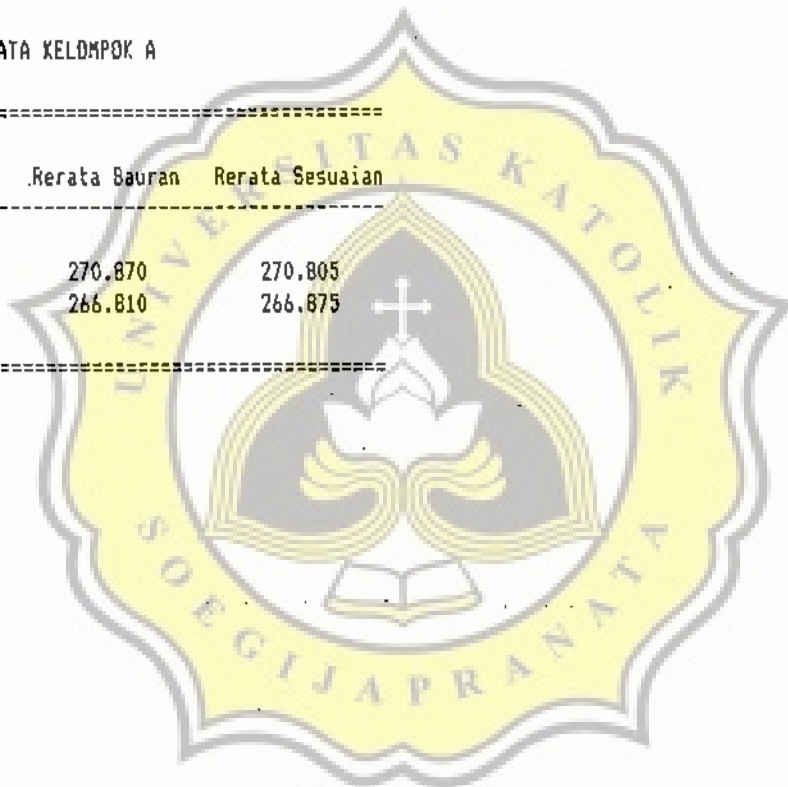 ATA KELOMPOK A
==============================
.Rerata Bauran Rerata Sesuaian
------------------------------
270.870 270.805
266.810 266.875
==============================
UNIVERSITAS KATOLIK
SOEGIJAPRANATA